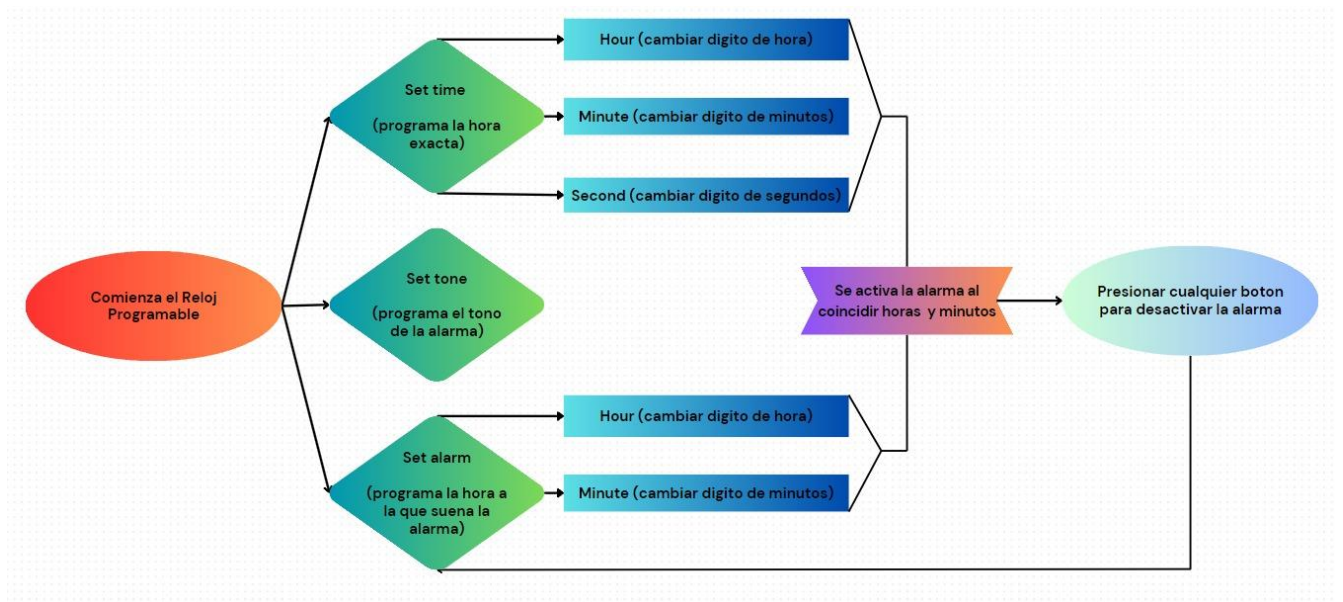 Comienza el Reloj
Programable
Set time
(programa la hora
exacta)
Hour (cambiar digito de hora)
Minute (cambiar digito de minutos)
Second (cambiar digito de segundos)
Set tone
(programa el tono
de la alarma)
Set alarm
(programa la hora a
la que suena la
alarma)
Hour (cambiar digito de hora)
Minute (cambiar digito de minutos)
Se activa la alarma al
coincidir horas y minutos
Presionar cualquier boton
para desactivar la alarma